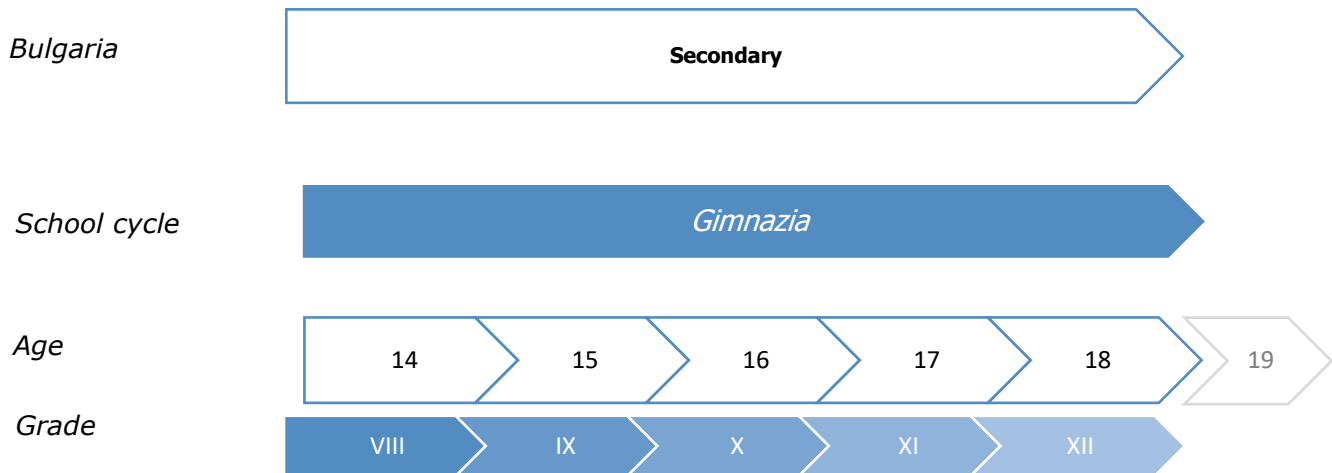 Bulgaria
Secondary
School cycle
Gimnazia
Age
14 15 16 17 18 19
Grade
VIII IX X XI XII